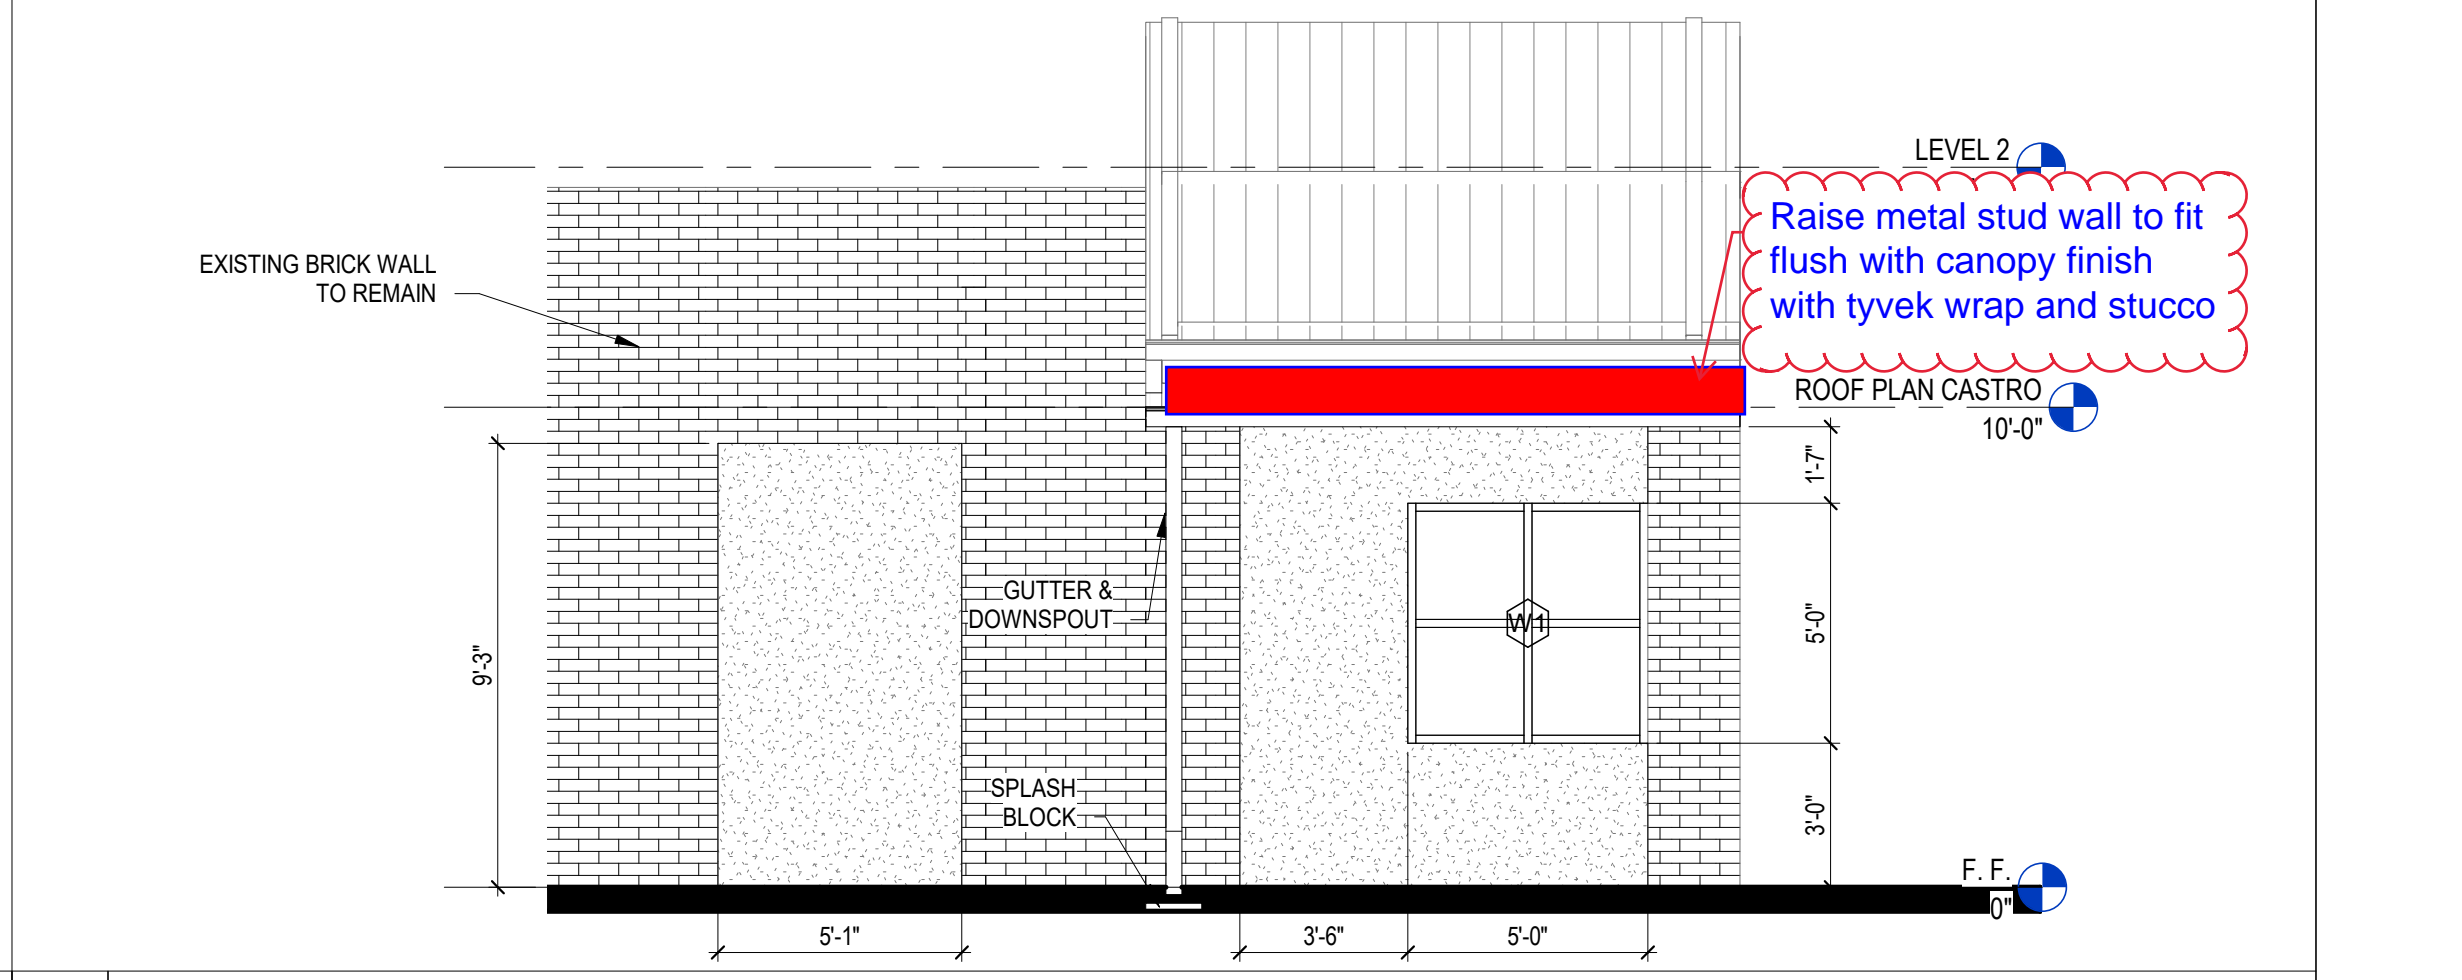 LEVEL 2
Raise metal stud wall to fit
flush with canopy finish
with tyvek wrap and stucco
EXISTING BRICK WALL
TO REMAIN
ROOF PLAN CASTRO
10'-0"
1'-7"
9'-3"
GUTTER &
DOWNSPOUT
W1
5'-0"
SPLASH
BLOCK
3'-0"
F. F.
0"
5'-1"
3'-6"
5'-0"